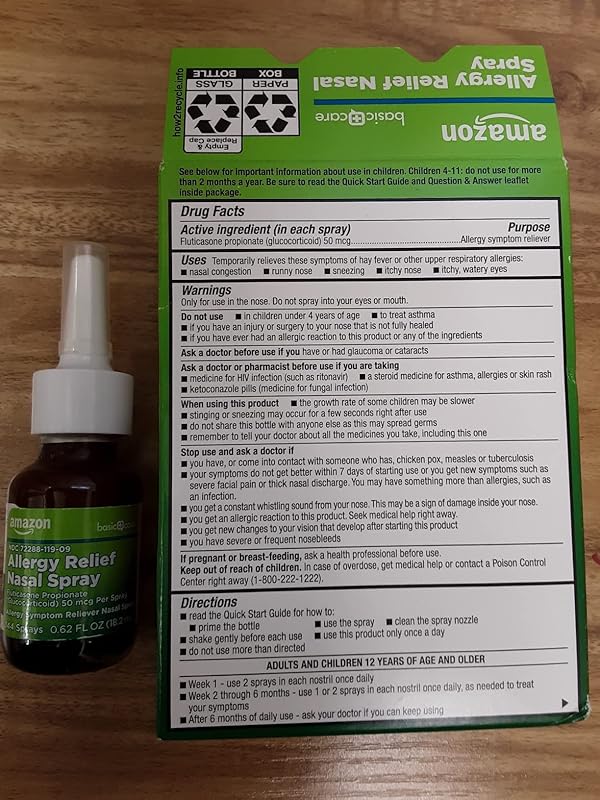 Allergy Relief Nasal
Spray
amazon
basic care
how2recycle.info
GLASS
BOTTLE
PAPER
BOX
Empty &
Replace Cap
See below for important information about use in children. Children 4-11: do not use for more
than 2 months a year. Be sure to read the Quick Start Guide and Question & Answer leaflet
inside package.
Drug Facts
Active ingredient (in each spray) Purpose
Fluticasone propionate (glucocorticoid) 50 mcg....................Allergy symptom reliever
Uses Temporarily relieves these symptoms of hay fever or other upper respiratory allergies:
■ nasal congestion ■ runny nose ■ sneezing ■ itchy nose ■ itchy, watery eyes
Warnings
Only for use in the nose. Do not spray into your eyes or mouth.
Do not use ■ in children under 4 years of age ■ to treat asthma
■ if you have an injury or surgery to your nose that is not fully healed
■ if you have ever had an allergic reaction to this product or any of the ingredients
Ask a doctor before use if you have or had glaucoma or cataracts
Ask a doctor or pharmacist before use if you are taking
■ medicine for HIV infection (such as ritonavir) ■ a steroid medicine for asthma, allergies or skin rash
■ ketoconazole pills (medicine for fungal infection)
When using this product ■ the growth rate of some children may be slower
■ stinging or sneezing may occur for a few seconds right after use
■ do not share this bottle with anyone else as this may spread germs
■ remember to tell your doctor about all the medicines you take, including this one
Stop use and ask a doctor if
■ you have, or come into contact with someone who has, chicken pox, measles or tuberculosis
■ your symptoms do not get better within 7 days of starting use or you get new symptoms such as
severe facial pain or thick nasal discharge. You may have something more than allergies, such as
an infection.
■ you get a constant whistling sound from your nose. This may be a sign of damage inside your nose.
■ you get an allergic reaction to this product. Seek medical help right away.
■ you get new changes to your vision that develop after starting this product
■ you have severe or frequent nosebleeds
If pregnant or breast-feeding, ask a health professional before use.
Keep out of reach of children. In case of overdose, get medical help or contact a Poison Control
Center right away (1-800-222-1222).
Directions
■ read the Quick Start Guide for how to:
■ prime the bottle ■ use the spray ■ clean the spray nozzle
■ shake gently before each use ■ use this product only once a day
■ do not use more than directed
ADULTS AND CHILDREN 12 YEARS OF AGE AND OLDER
■ Week 1 - use 2 sprays in each nostril once daily
■ Week 2 through 6 months - use 1 or 2 sprays in each nostril once daily, as needed to treat
your symptoms
■ After 6 months of daily use - ask your doctor if you can keep using
amazon basic care
NDC 72288-119-09
Allergy Relief
Nasal Spray
Fluticasone Propionate
(Glucocorticoid) 50 mcg Per Spray
Allergy Symptom Reliever Nasal
Sprays 0.62 FL OZ